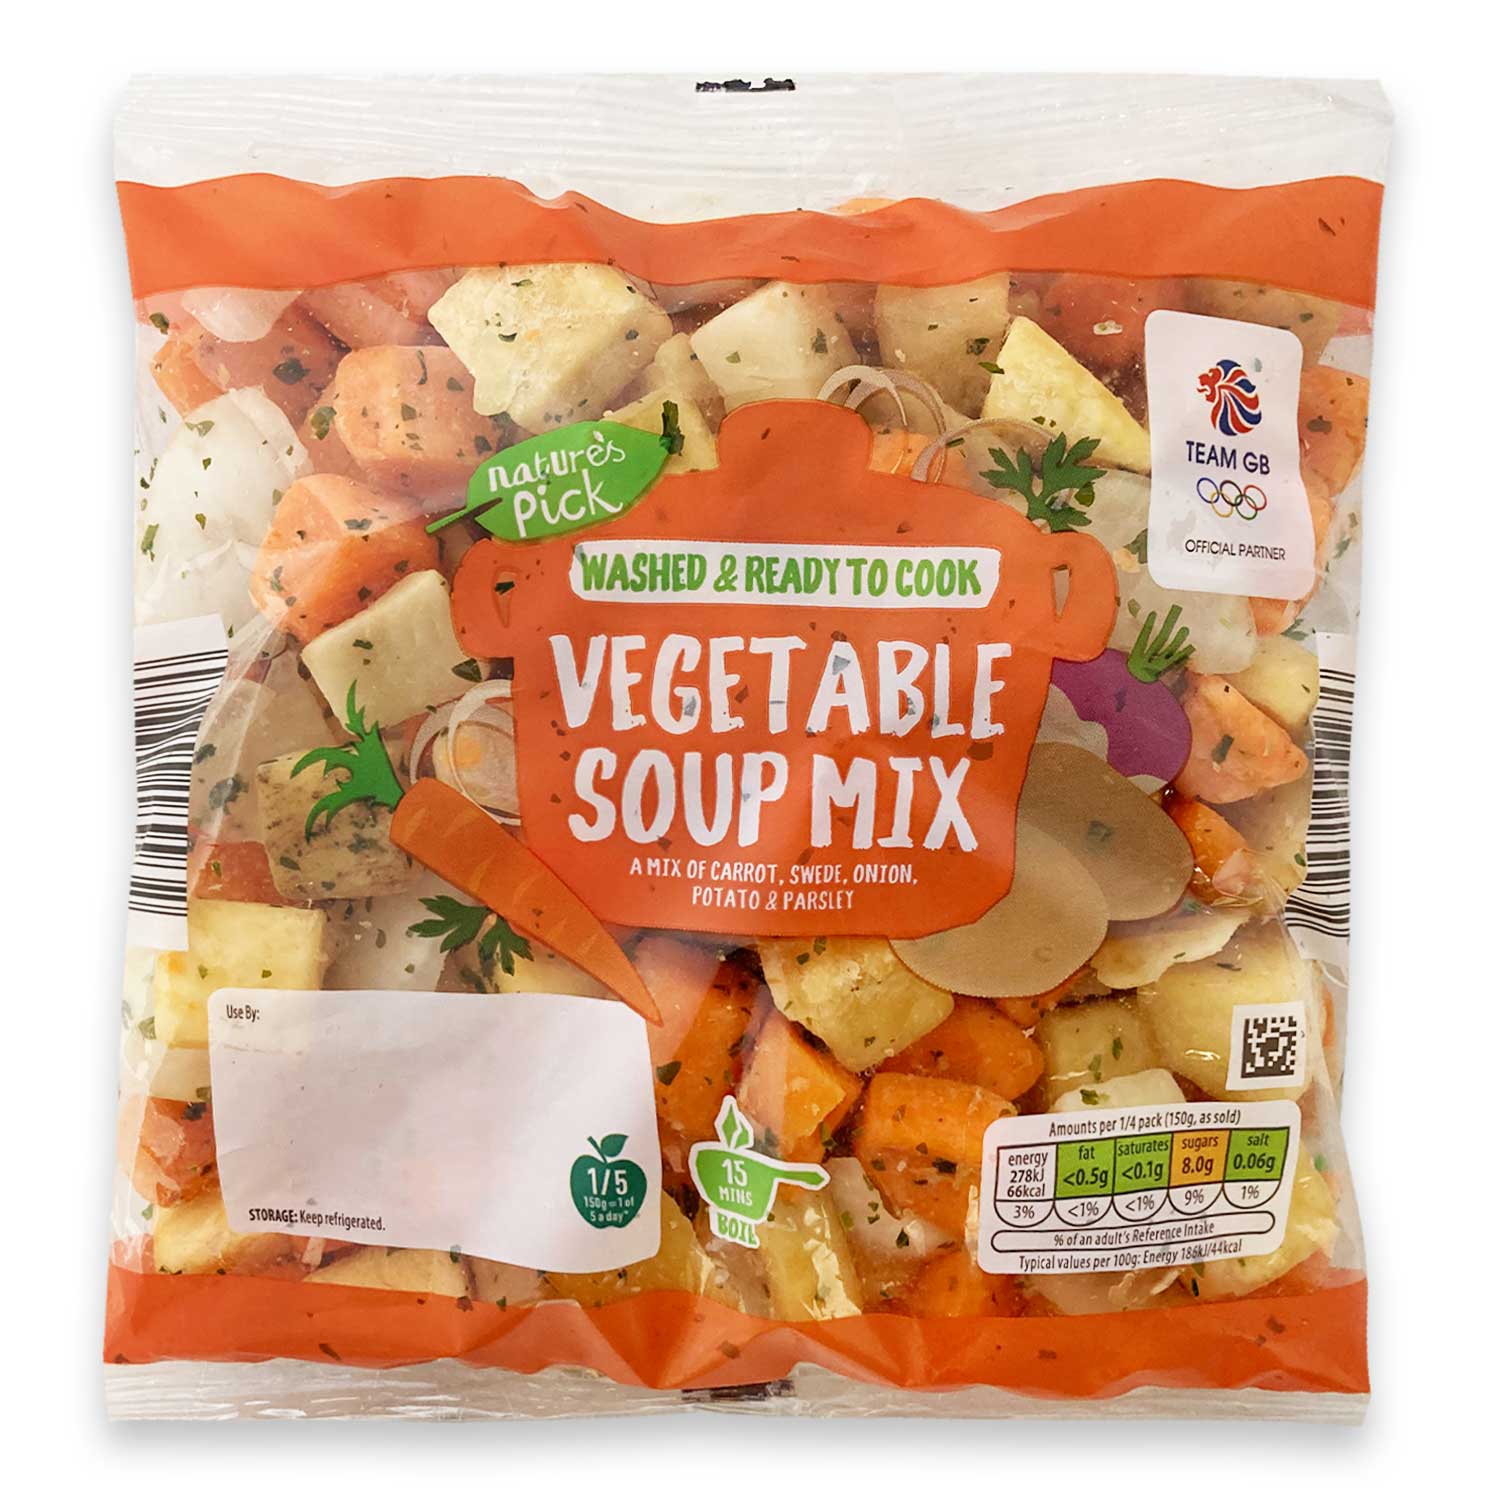 nature's
pick
TEAM GB
OFFICIAL PARTNER
WASHED & READY TO COOK
VEGETABLE
SOUP MIX
A MIX OF CARROT, SWEDE, ONION,
POTATO & PARSLEY
Use By:
STORAGE: Keep refrigerated.
1/5
150g = 1 of
5 a day
15
MINS
BOIL
Amounts per 1/4 pack (150g, as sold)
energy fat saturates sugars salt
278kJ <0.5g <0.1g 8.0g 0.06g
66kcal
3% <1% <1% 9% 1%
% of an adult's Reference Intake
Typical values per 100g: Energy 186kJ/44kcal